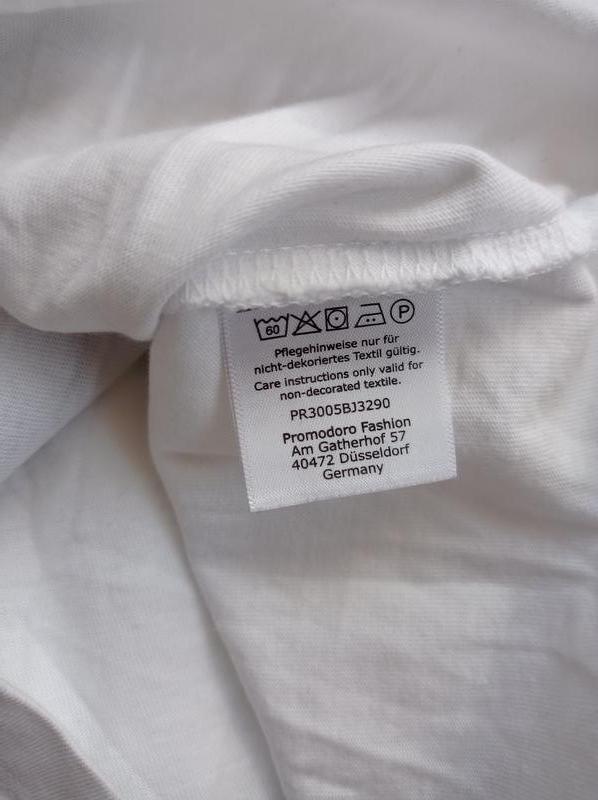 60 P
Pflegehinweise nur für
nicht-dekoriertes Textil gültig.
Care instructions only valid for
non-decorated textile.
PR3005BJ3290
Promodoro Fashion
Am Gatherhof 57
40472 Düsseldorf
Germany